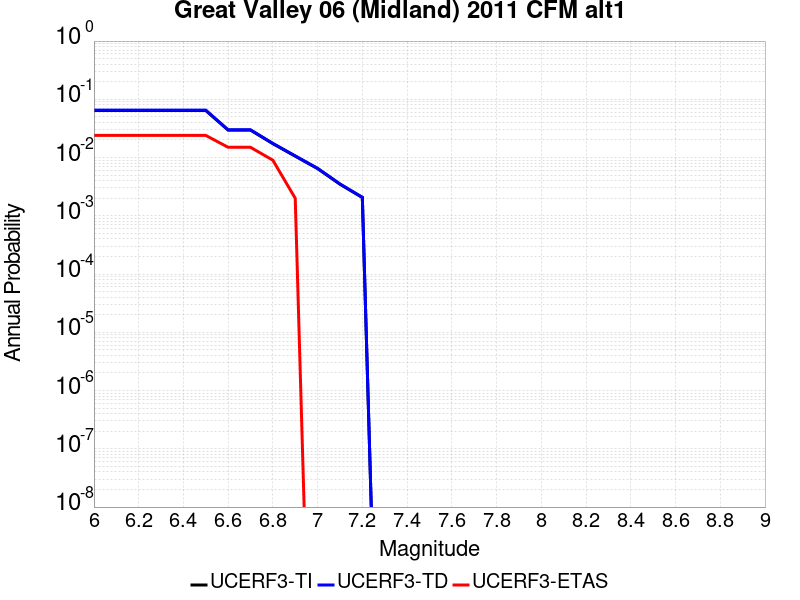 Great Valley 06 (Midland) 2011 CFM alt1
10^0
10^-1
10^-2
10^-3
10^-4
10^-5
10^-6
10^-7
10^-8
Annual Probability
6 6.2 6.4 6.6 6.8 7 7.2 7.4 7.6 7.8 8 8.2 8.4 8.6 8.8 9
Magnitude
UCERF3-TI UCERF3-TD UCERF3-ETAS